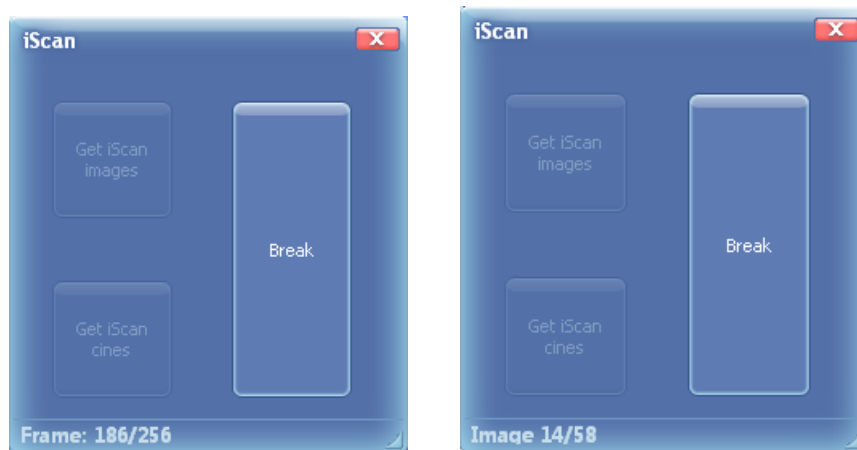 iScan
Get iScan
images
Break
Get iScan
cines
Frame: 186/256
iScan
Get iScan
images
Break
Get iScan
cines
Image 14/58